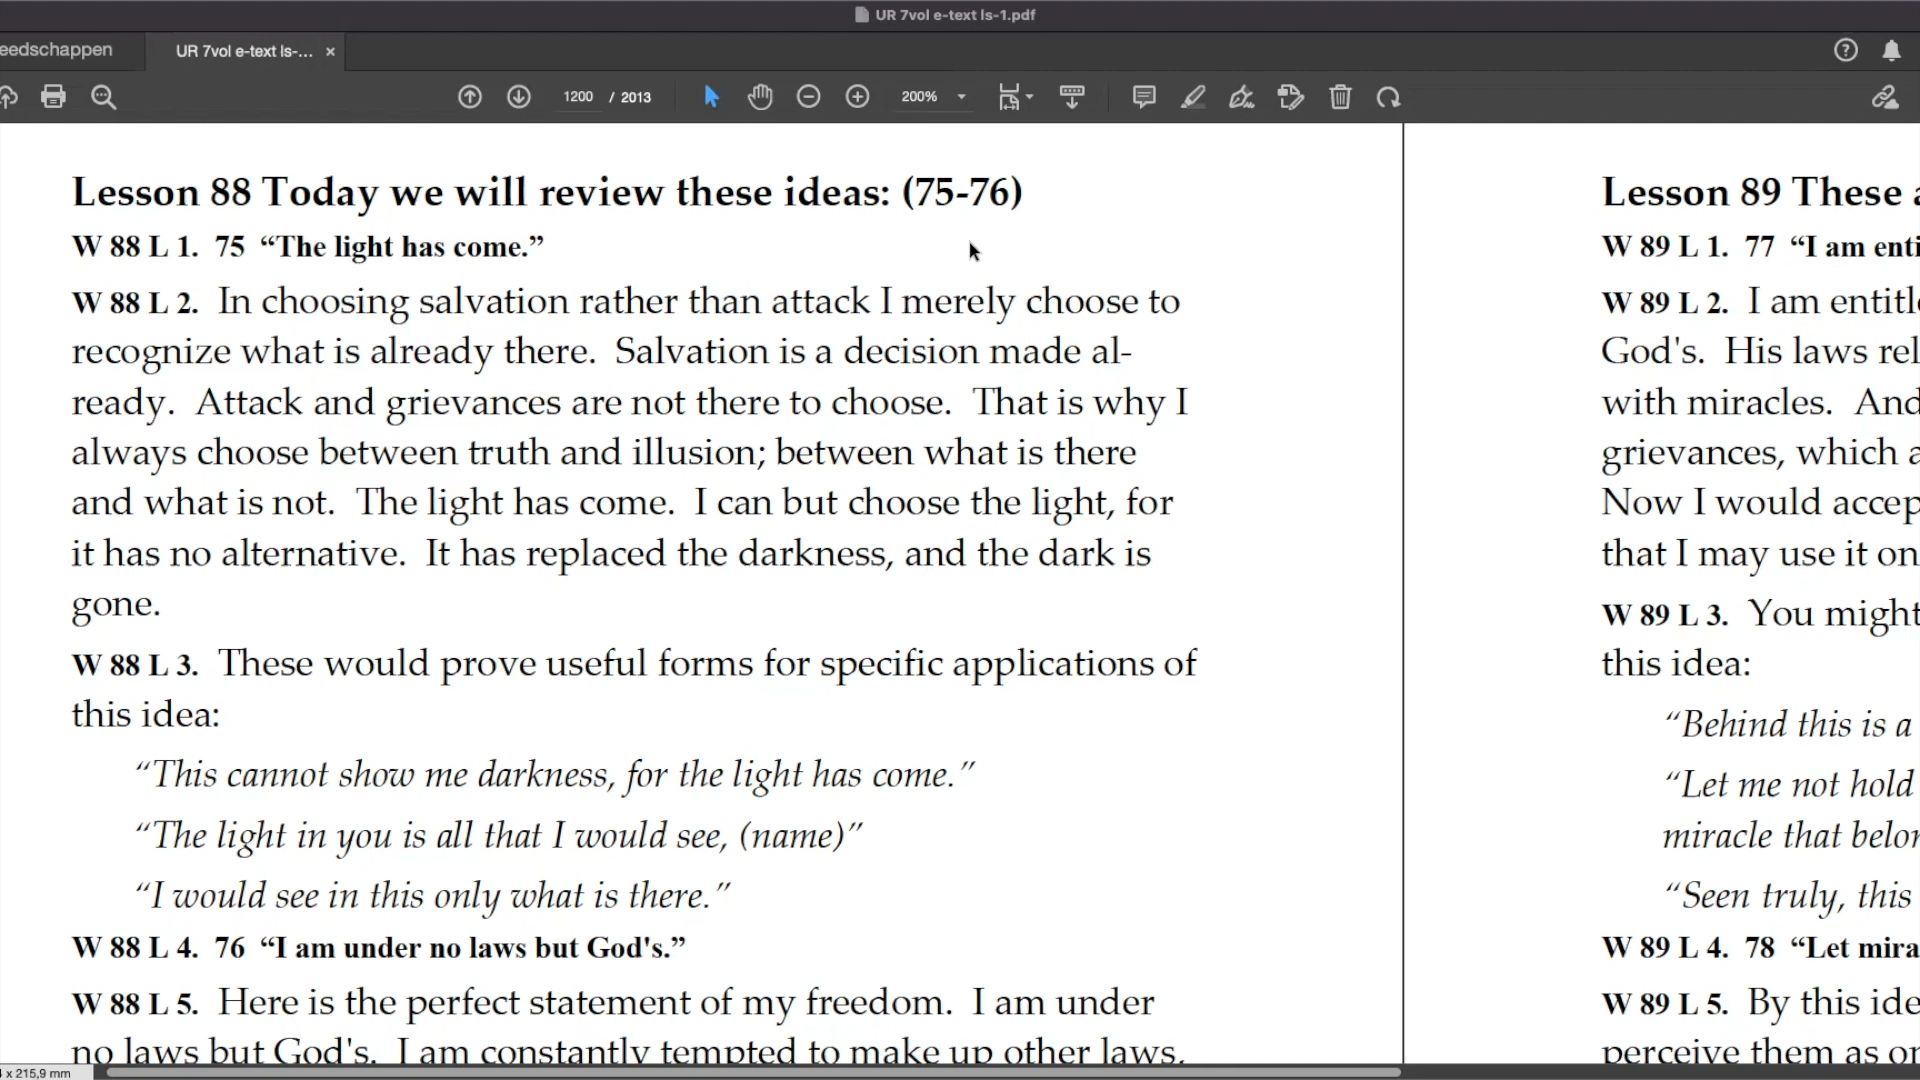 UR 7vol e-text ls-1.pdf
eedschappen
UR 7vol e-text ls-... ×
1200 / 2013
200%
Lesson 88 Today we will review these ideas: (75-76)
W 88 L 1. 75 “The light has come.”
W 88 L 2. In choosing salvation rather than attack I merely choose to
recognize what is already there. Salvation is a decision made al-
ready. Attack and grievances are not there to choose. That is why I
always choose between truth and illusion; between what is there
and what is not. The light has come. I can but choose the light, for
it has no alternative. It has replaced the darkness, and the dark is
gone.
W 88 L 3. These would prove useful forms for specific applications of
this idea:
“This cannot show me darkness, for the light has come.”
“The light in you is all that I would see, (name)”
“I would see in this only what is there.”
W 88 L 4. 76 “I am under no laws but God's.”
W 88 L 5. Here is the perfect statement of my freedom. I am under
no laws but God's. I am constantly tempted to make up other laws,
Lesson 89 These a
W 89 L 1. 77 “I am enti
W 89 L 2. I am entitl
God's. His laws rel
with miracles. And
grievances, which a
Now I would accep
that I may use it on
W 89 L 3. You might
this idea:
“Behind this is a
“Let me not hold
miracle that belon
“Seen truly, this
W 89 L 4. 78 “Let mira
W 89 L 5. By this ide
perceive them as on
x 215,9 mm